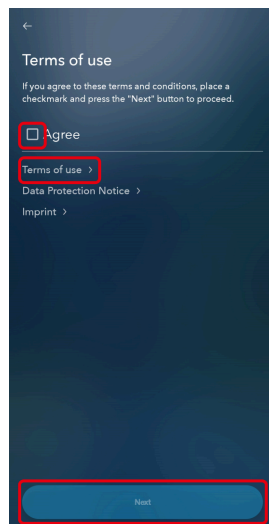 Terms of use
If you agree to these terms and conditions, place a
checkmark and press the "Next" button to proceed.
Agree
Terms of use >
Data Protection Notice >
Imprint >
Next